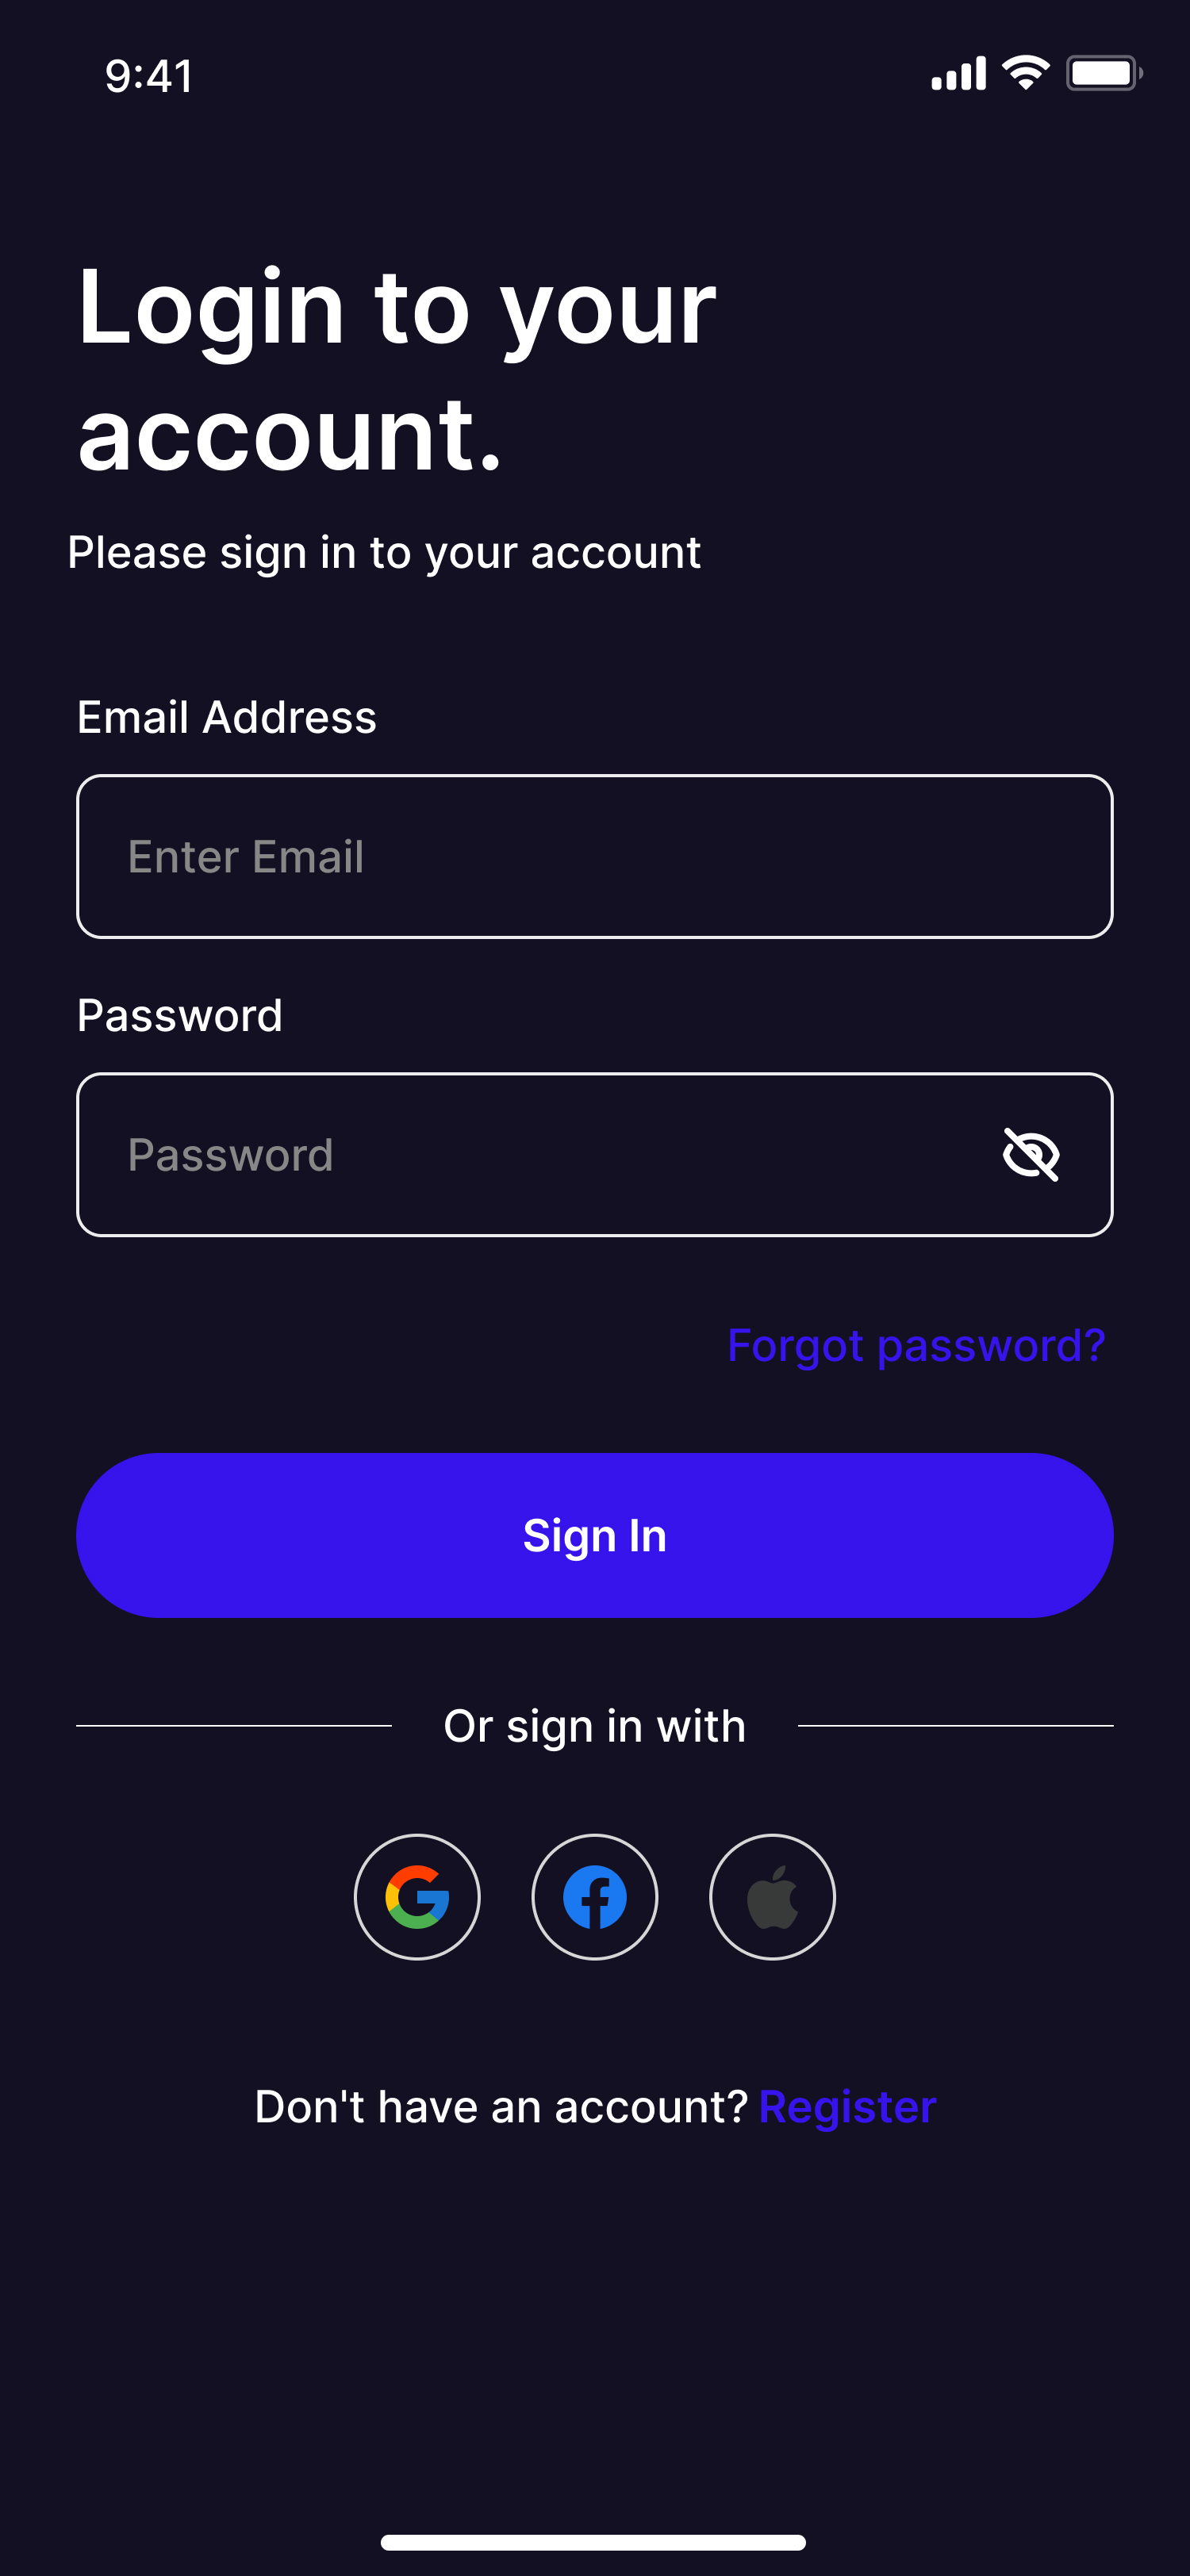 9:41
Login to your
account.
Please sign in to your account
Email Address
Enter Email
Password
Password
Forgot password?
Sign In
Or sign in with
Don't have an account? Register